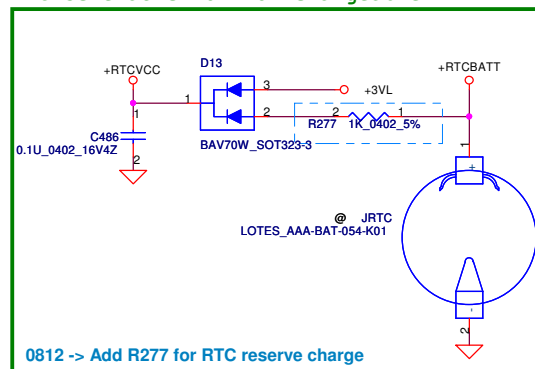 D13
+RTCVCC
+RTCBATT
1
3
+3VL
2
R277
2
1K_0402_5%
1
1
C486
0.1U_0402_16V4Z
2
BAV70W_SOT323-3
1
+
@ JRTC
LOTES_AAA-BAT-054-K01
-
2
0812 -> Add R277 for RTC reserve charge